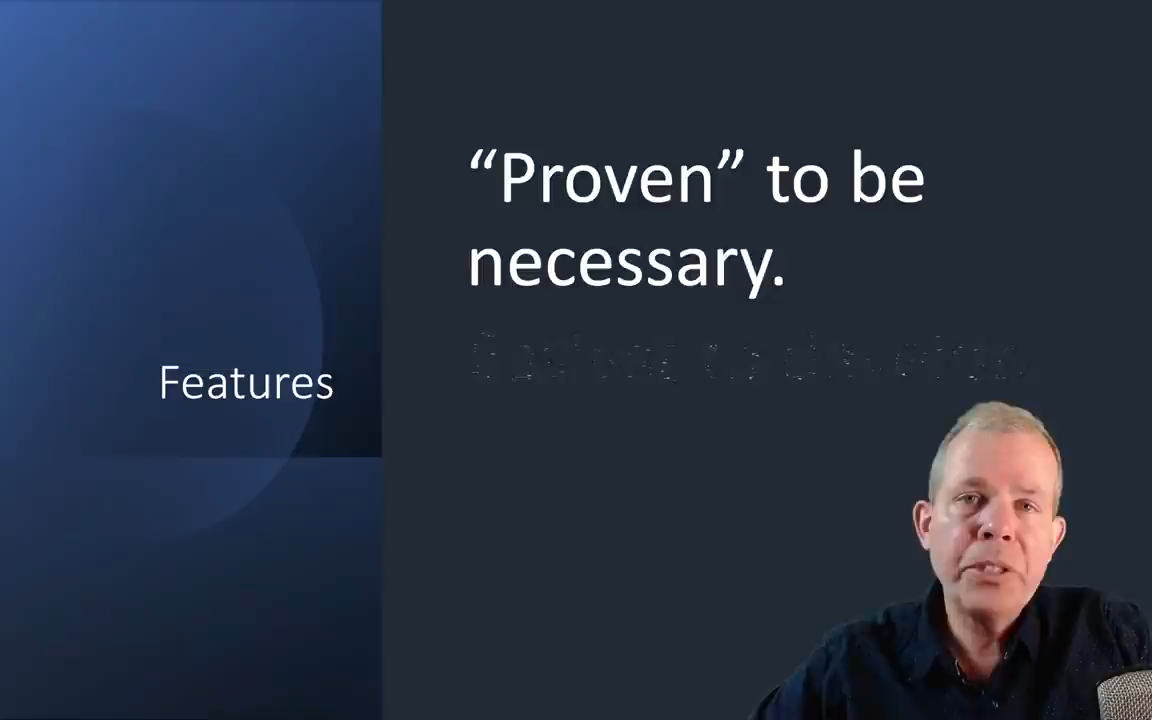 Features
“Proven” to be
necessary.